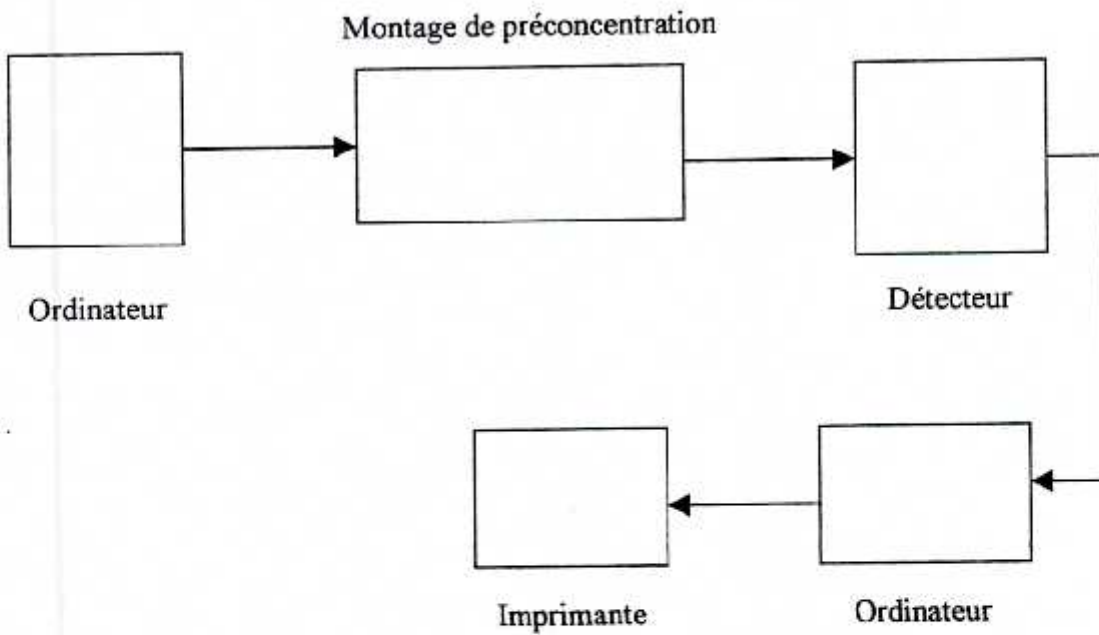 Montage de préconcentration
Ordinateur
Détecteur
Imprimante
Ordinateur